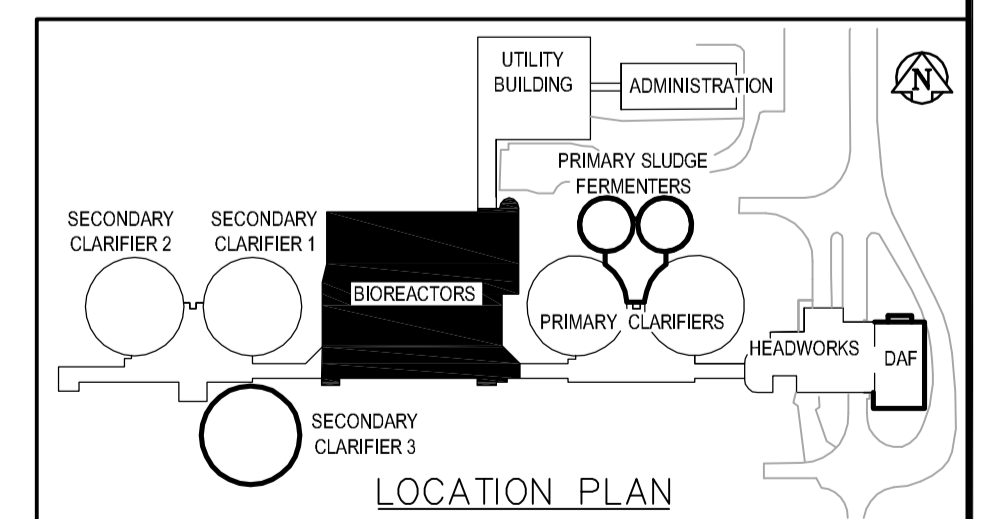 UTILITY
BUILDING
ADMINISTRATION
N
PRIMARY SLUDGE
FERMENTERS
SECONDARY
CLARIFIER 2
SECONDARY
CLARIFIER 1
BIOREACTORS
PRIMARY CLARIFIERS
HEADWORKS
DAF
SECONDARY
CLARIFIER 3
LOCATION PLAN